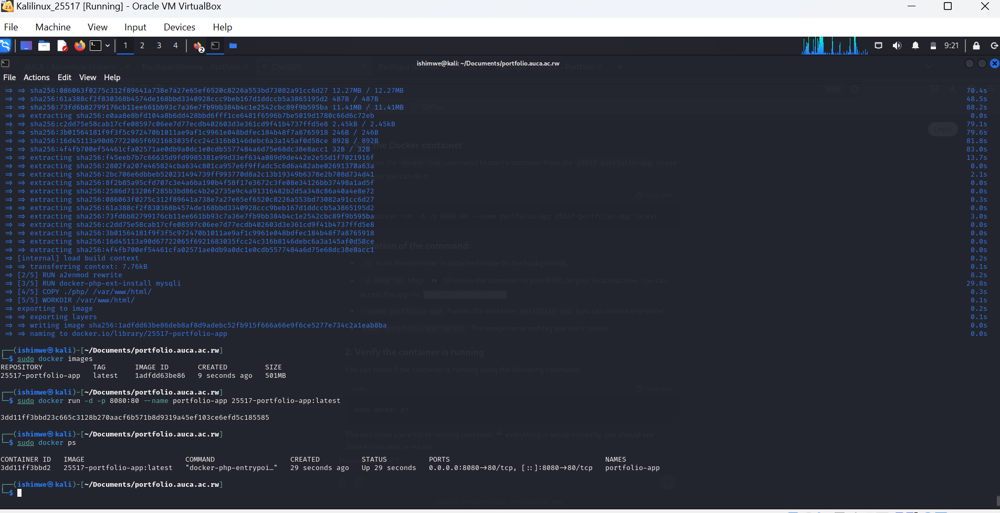 Kalilinux_25517 [Running] - Oracle VM VirtualBox
File Machine View Input Devices Help
1 2 3 4 2 9:21
ishimwe@kali: ~/Documents/portfolio.auca.ac.rw
File Actions Edit View Help
⇒ ⇒ sha256:086063f0275c312f89641a738e7a27e65ef6520c8226a553bd73082a91cc6d27 12.27MB / 12.27MB 70.4s
⇒ ⇒ sha256:61a388cf2f830368b4574de168bbd3340928ccc9beb167d1ddccb5a3865195d2 487B / 487B 48.5s
⇒ ⇒ sha256:73fd6b82799176cb11ee661bb93c7a36e7fb9bb384b4c1e2542cbc89f9b595ba 11.41MB / 11.41MB 88.2s
⇒ ⇒ extracting sha256:e0aa8e8bfd104a8b6dd428bbd6fff1ce6481f6596b7be5019d1780c66d6c72eb 0.0s
⇒ ⇒ sha256:c2dd75e58cab17cfe08597c06ee7d77ecdb402603d3e361cd9f41b4737ffd5e8 2.45kB / 2.45kB 79.1s
⇒ ⇒ sha256:3b01564181f9f3f5c972470b1011ae9af1c9961e048bdfec184b48f7a8765918 246B / 246B 79.6s
⇒ ⇒ sha256:16d45113a90d67722065f6921683035fcc24c316b8146debc6a3a145af0d58ce 892B / 892B 81.8s
⇒ ⇒ sha256:4f4fb700ef54461cfa02571ae0db9a0dc1e0cdb5577484a6d75e68dc38e8acc1 32B / 32B 83.0s
⇒ ⇒ extracting sha256:f45eeb7b7c66635d9fd9985381e99d33ef634a089d9de442e2e55d1f7021916f 13.7s
⇒ ⇒ extracting sha256:2802fa207e465824cba634c801ca957e6f9ffadc5c6d6a482abe02691370a63a 0.0s
⇒ ⇒ extracting sha256:2bc706e6dbbeb520231494739ff993770d8a2c13b19349b6378e2b708d734d41 2.1s
⇒ ⇒ extracting sha256:8f2b85a95cfd707c3e4a6ba190b4f58f17e3672c3fe08e34126bb37498a1ad5f 0.0s
⇒ ⇒ extracting sha256:2586d713206f285b3bd86c4b2e2735e9c4a91316482b2d5a348c86a40a4e8e72 0.0s
⇒ ⇒ extracting sha256:086063f0275c312f89641a738e7a27e65ef6520c8226a553bd73082a91cc6d27 0.3s
⇒ ⇒ extracting sha256:61a388cf2f830368b4574de168bbd3340928ccc9beb167d1ddccb5a3865195d2 0.0s
⇒ ⇒ extracting sha256:73fd6b82799176cb11ee661bb93c7a36e7fb9bb384b4c1e2542cbc89f9b595ba 3.0s
⇒ ⇒ extracting sha256:c2dd75e58cab17cfe08597c06ee7d77ecdb402603d3e361cd9f41b4737ffd5e8 0.0s
⇒ ⇒ extracting sha256:3b01564181f9f3f5c972470b1011ae9af1c9961e048bdfec184b48f7a8765918 0.0s
⇒ ⇒ extracting sha256:16d45113a90d67722065f6921683035fcc24c316b8146debc6a3a145af0d58ce 0.0s
⇒ ⇒ extracting sha256:4f4fb700ef54461cfa02571ae0db9a0dc1e0cdb5577484a6d75e68dc38e8acc1 0.0s
⇒ [internal] load build context 0.2s
⇒ ⇒ transferring context: 7.76kB 0.1s
⇒ [2/5] RUN a2enmod rewrite 8.2s
⇒ [3/5] RUN docker-php-ext-install mysqli 29.8s
⇒ [4/5] COPY ./php/ /var/www/html/ 0.3s
⇒ [5/5] WORKDIR /var/www/html/ 0.1s
⇒ exporting to image 0.2s
⇒ ⇒ exporting layers 0.1s
⇒ ⇒ writing image sha256:1adfdd63be86deb8af8d9adebc52fb915f666a66e9f6ce5277e734c2a1eab8ba 0.0s
⇒ ⇒ naming to docker.io/library/25517-portfolio-app 0.0s
┌──(ishimwe㉿kali)-[~/Documents/portfolio.auca.ac.rw]
└─$ sudo docker images
REPOSITORY TAG IMAGE ID CREATED SIZE
25517-portfolio-app latest 1adfdd63be86 9 seconds ago 501MB
┌──(ishimwe㉿kali)-[~/Documents/portfolio.auca.ac.rw]
└─$ sudo docker run -d -p 8080:80 --name portfolio-app 25517-portfolio-app:latest
3dd11ff3bbd23c665c3128b270aacf6b571b8d9319a45ef103ce6efd5c185585
┌──(ishimwe㉿kali)-[~/Documents/portfolio.auca.ac.rw]
└─$ sudo docker ps
CONTAINER ID IMAGE COMMAND CREATED STATUS PORTS NAMES
3dd11ff3bbd2 25517-portfolio-app:latest "docker-php-entrypoi…" 29 seconds ago Up 29 seconds 0.0.0.0:8080→80/tcp, [::]:8080→80/tcp portfolio-app
┌──(ishimwe㉿kali)-[~/Documents/portfolio.auca.ac.rw]
└─$